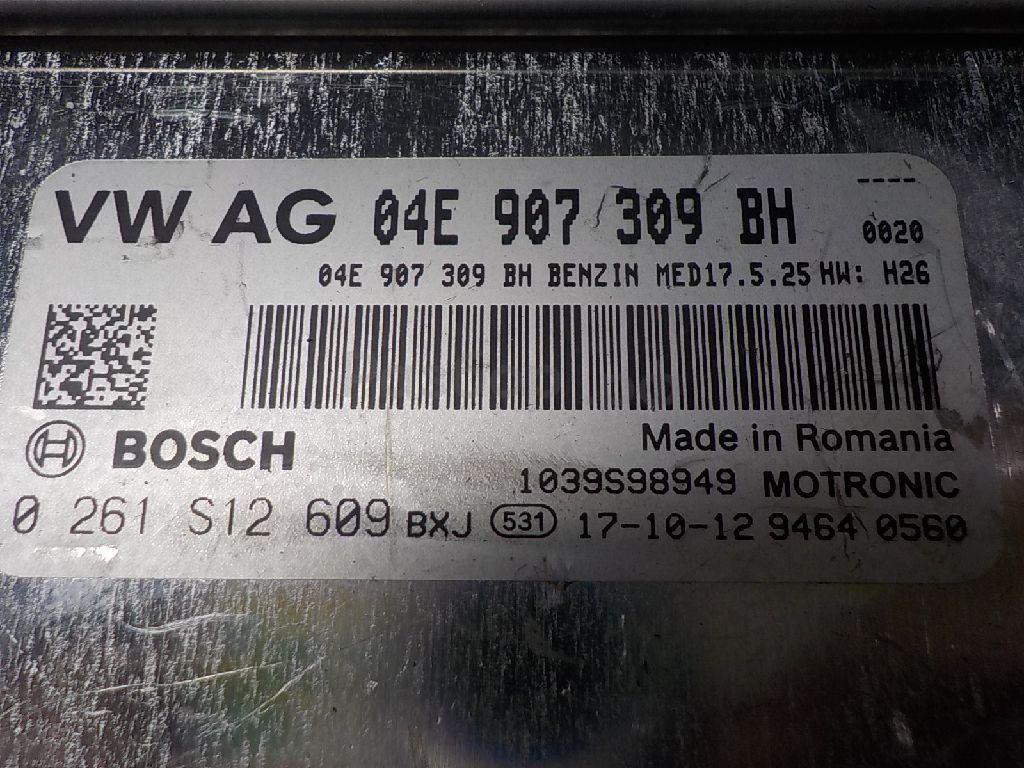 VW AG 04E 907 309 BH ----
0020
04E 907 309 BH BENZIN MED17.5.25 HW: H26
BOSCH
Made in Romania
1039S98949 MOTRONIC
0 261 S12 609 BXJ 531 17-10-12 9464 0560